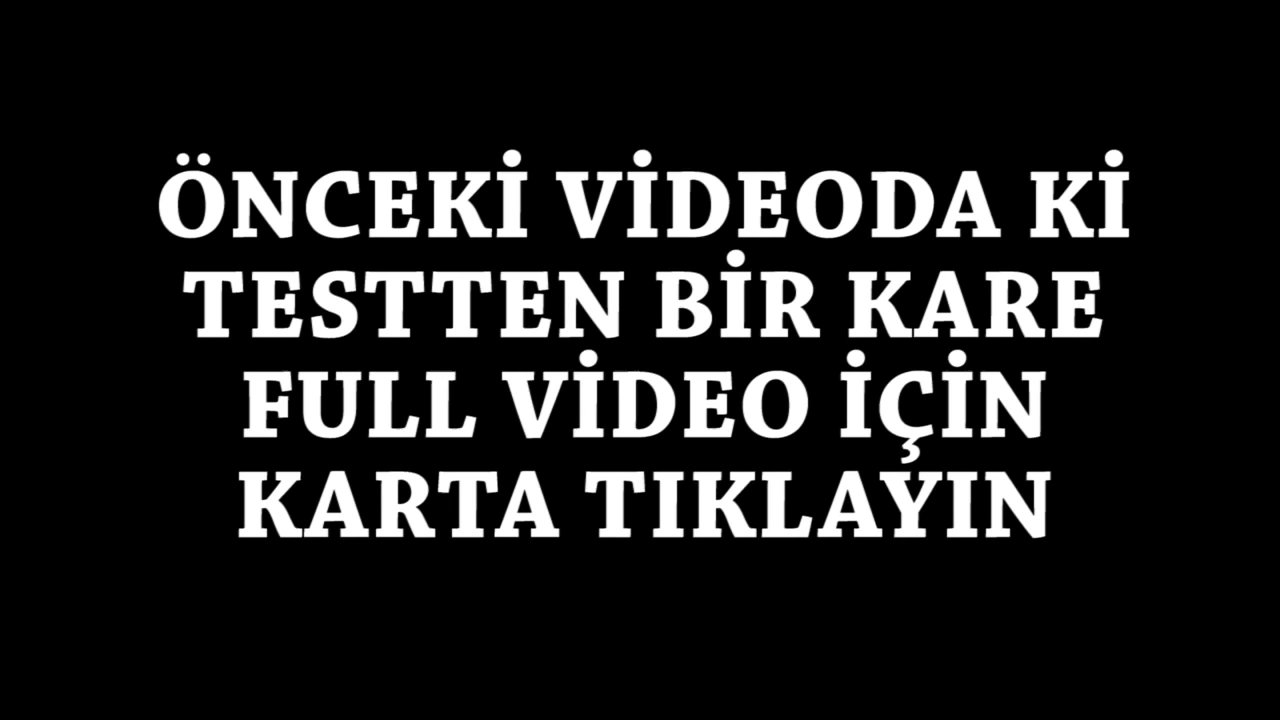 ÖNCEKİ VİDEODA Kİ
TESTTEN BİR KARE
FULL VİDEO İÇİN
KARTA TIKLAYIN